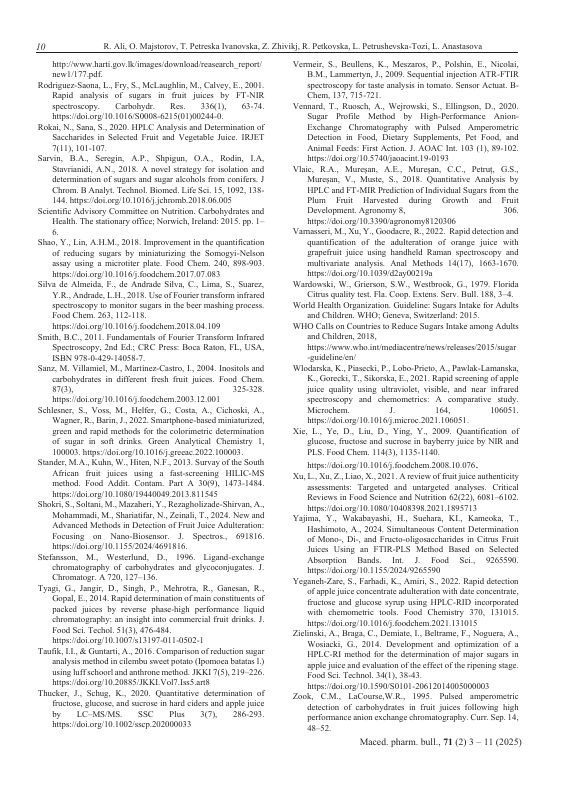 10 R. Ali, O. Majstorov, T. Petreska Ivanovska, Z. Zhivikj, R. Petkovska, L. Petrushevska-Tozi, L. Anastasova
http://www.harti.gov.lk/images/download/reasearch_report/
new1/177.pdf.
Rodriguez-Saona, L., Fry, S., McLaughlin, M., Calvey, E., 2001.
Rapid analysis of sugars in fruit juices by FT-NIR
spectroscopy. Carbohydr. Res. 336(1), 63-74.
https://doi.org/10.1016/S0008-6215(01)00244-0.
Rokai, N., Sana, S., 2020. HPLC Analysis and Determination of
Saccharides in Selected Fruit and Vegetable Juice. IRJET
7(11), 101-107.
Sarvin, B.A., Seregin, A.P., Shpigun, O.A., Rodin, I.A,
Stavrianidi, A.N., 2018. A novel strategy for isolation and
determination of sugars and sugar alcohols from conifers. J
Chrom. B Analyt. Technol. Biomed. Life Sci. 15, 1092, 138-
144. https://doi.org/10.1016/j.jchromb.2018.06.005
Scientific Advisory Committee on Nutrition. Carbohydrates and
Health. The stationary office; Norwich, Ireland: 2015. pp. 1–
6.
Shao, Y., Lin, A.H.M., 2018. Improvement in the quantification
of reducing sugars by miniaturizing the Somogyi-Nelson
assay using a microtiter plate. Food Chem. 240, 898-903.
https://doi.org/10.1016/j.foodchem.2017.07.083
Silva de Almeida, F., de Andrade Silva, C., Lima, S., Suarez,
Y.R., Andrade, L.H., 2018. Use of Fourier transform infrared
spectroscopy to monitor sugars in the beer mashing process.
Food Chem. 263, 112-118.
https://doi.org/10.1016/j.foodchem.2018.04.109
Smith, B.C., 2011. Fundamentals of Fourier Transform Infrared
Spectroscopy, 2nd Ed.; CRC Press: Boca Raton, FL, USA,
ISBN 978-0-429-14058-7.
Sanz, M. Villamiel, M., Martinez-Castro, I., 2004. Inositols and
carbohydrates in different fresh fruit juices. Food Chem.
87(3), 325-328.
https://doi.org/10.1016/j.foodchem.2003.12.001
Schlesner, S., Voss, M., Helfer, G., Costa, A., Cichoski, A.,
Wagner, R., Barin, J., 2022. Smartphone-based miniaturized,
green and rapid methods for the colorimetric determination
of sugar in soft drinks. Green Analytical Chemistry 1,
100003. https://doi.org/10.1016/j.greeac.2022.100003.
Stander, M.A., Kuhn, W., Hiten, N.F., 2013. Survay of the South
African fruit juices using a fast-screening HILIC-MS
method. Food Addit. Contam. Part A 30(9), 1473-1484.
https://doi.org/10.1080/19440049.2013.811545
Shokri, S., Soltani, M., Mazaheri, Y., Rezagholizade-Shirvan, A.,
Mohammadi, M., Shariatifar, N., Zeinali, T., 2024. New and
Advanced Methods in Detection of Fruit Juice Adulteration:
Focusing on Nano-Biosensor. J. Spectros., 691816.
https://doi.org/10.1155/2024/4691816.
Stefansson, M., Westerlund, D., 1996. Ligand-exchange
chromatography of carbohydrates and glycoconjugates. J.
Chromatogr. A 720, 127–136.
Tyagi, G., Jangir, D., Singh, P., Mehrotra, R., Ganesan, R.,
Gopal, E., 2014. Rapid determination of main constituents of
packed juices by reverse phase-high performance liquid
chromatography: an insight into commercial fruit drinks. J.
Food Sci. Techol. 51(3), 476-484.
https://doi.org/10.1007/s13197-011-0502-1
Taufik, I.I., & Guntarti, A., 2016. Comparison of reduction sugar
analysis method in cilembu sweet potato (Ipomoea batatas l.)
using luff schoorl and anthrone method. JKKI 7(5), 219–226.
https://doi.org/10.20885/JKKI.Vol7.Iss5.art8
Thucker, J., Schug, K., 2020. Quantitative determination of
fructose, glucose, and sucrose in hard ciders and apple juice
by LC–MS/MS. SSC Plus 3(7), 286-293.
https://doi.org/10.1002/sscp.202000033
Vermeir, S., Beullens, K., Meszaros, P., Polshin, E., Nicolai,
B.M., Lammertyn, J., 2009. Sequential injection ATR-FTIR
spectroscopy for taste analysis in tomato. Sensor Actuat. B-
Chem, 137, 715-721.
Vennard, T., Ruosch, A., Wejrowski, S., Ellingson, D., 2020.
Sugar Profile Method by High-Performance Anion-
Exchange Chromatography with Pulsed Amperometric
Detection in Food, Dietary Supplements, Pet Food, and
Animal Feeds: First Action. J. AOAC Int. 103 (1), 89-102.
https://doi.org/10.5740/jaoacint.19-0193
Vlaic, R.A., Mureșan, A.E., Mureșan, C.C., Petruț, G.S.,
Mureșan, V., Muste, S., 2018. Quantitative Analysis by
HPLC and FT-MIR Prediction of Individual Sugars from the
Plum Fruit Harvested during Growth and Fruit
Development. Agronomy 8, 306.
https://doi.org/10.3390/agronomy8120306
Varnasseri, M., Xu, Y., Goodacre, R., 2022. Rapid detection and
quantification of the adulteration of orange juice with
grapefruit juice using handheld Raman spectroscopy and
multivariate analysis. Anal Methods 14(17), 1663-1670.
https://doi.org/10.1039/d2ay00219a
Wardowski, W., Grierson, S.W., Westbrook, G., 1979. Florida
Citrus quality test. Fla. Coop. Extens. Serv. Bull. 188, 3–4.
World Health Organization. Guideline: Sugars Intake for Adults
and Children. WHO; Geneva, Switzerland: 2015.
WHO Calls on Countries to Reduce Sugars Intake among Adults
and Children, 2018,
https://www.who.int/mediacentre/news/releases/2015/sugar
-guideline/en/
Wlodarska, K., Piasecki, P., Lobo-Prieto, A., Pawlak-Lamanska,
K., Gorecki, T., Sikorska, E., 2021. Rapid screening of apple
juice quality using ultraviolet, visible, and near infrared
spectroscopy and chemometrics: A comparative study.
Microchem. J. 164, 106051.
https://doi.org/10.1016/j.microc.2021.106051.
Xie, L., Ye, D., Liu, D., Ying, Y., 2009. Quantification of
glucose, fructose and sucrose in bayberry juice by NIR and
PLS. Food Chem. 114(3), 1135-1140.
https://doi.org/10.1016/j.foodchem.2008.10.076.
Xu, L., Xu, Z., Liao, X., 2021. A review of fruit juice authenticity
assessments: Targeted and untargeted analyses. Critical
Reviews in Food Science and Nutrition 62(22), 6081–6102.
https://doi.org/10.1080/10408398.2021.1895713
Yajima, Y., Wakabayashi, H., Suehara, KI., Kameoka, T.,
Hashimoto, A., 2024. Simultaneous Content Determination
of Mono-, Di-, and Fructo-oligosaccharides in Citrus Fruit
Juices Using an FTIR-PLS Method Based on Selected
Absorption Bands. Int. J. Food Sci., 9265590.
https://doi.org/10.1155/2024/9265590
Yeganeh-Zare, S., Farhadi, K., Amiri, S., 2022. Rapid detection
of apple juice concentrate adulteration with date concentrate,
fructose and glucose syrup using HPLC-RID incorporated
with chemometric tools. Food Chemistry 370, 131015.
https://doi.org/10.1016/j.foodchem.2021.131015
Zielinski, A., Braga, C., Demiate, I., Beltrame, F., Noguera, A.,
Wosiacki, G., 2014. Development and optimization of a
HPLC-RI method for the determination of major sugars in
apple juice and evaluation of the effect of the ripening stage.
Food Sci. Technol. 34(1), 38-43.
https://doi.org/10.1590/S0101-20612014005000003
Zook, C.M., LaCourse,W.R., 1995. Pulsed amperometric
detection of carbohydrates in fruit juices following high
performance anion exchange chromatography. Curr. Sep. 14,
48–52.
Maced. pharm. bull., 71 (2) 3 – 11 (2025)